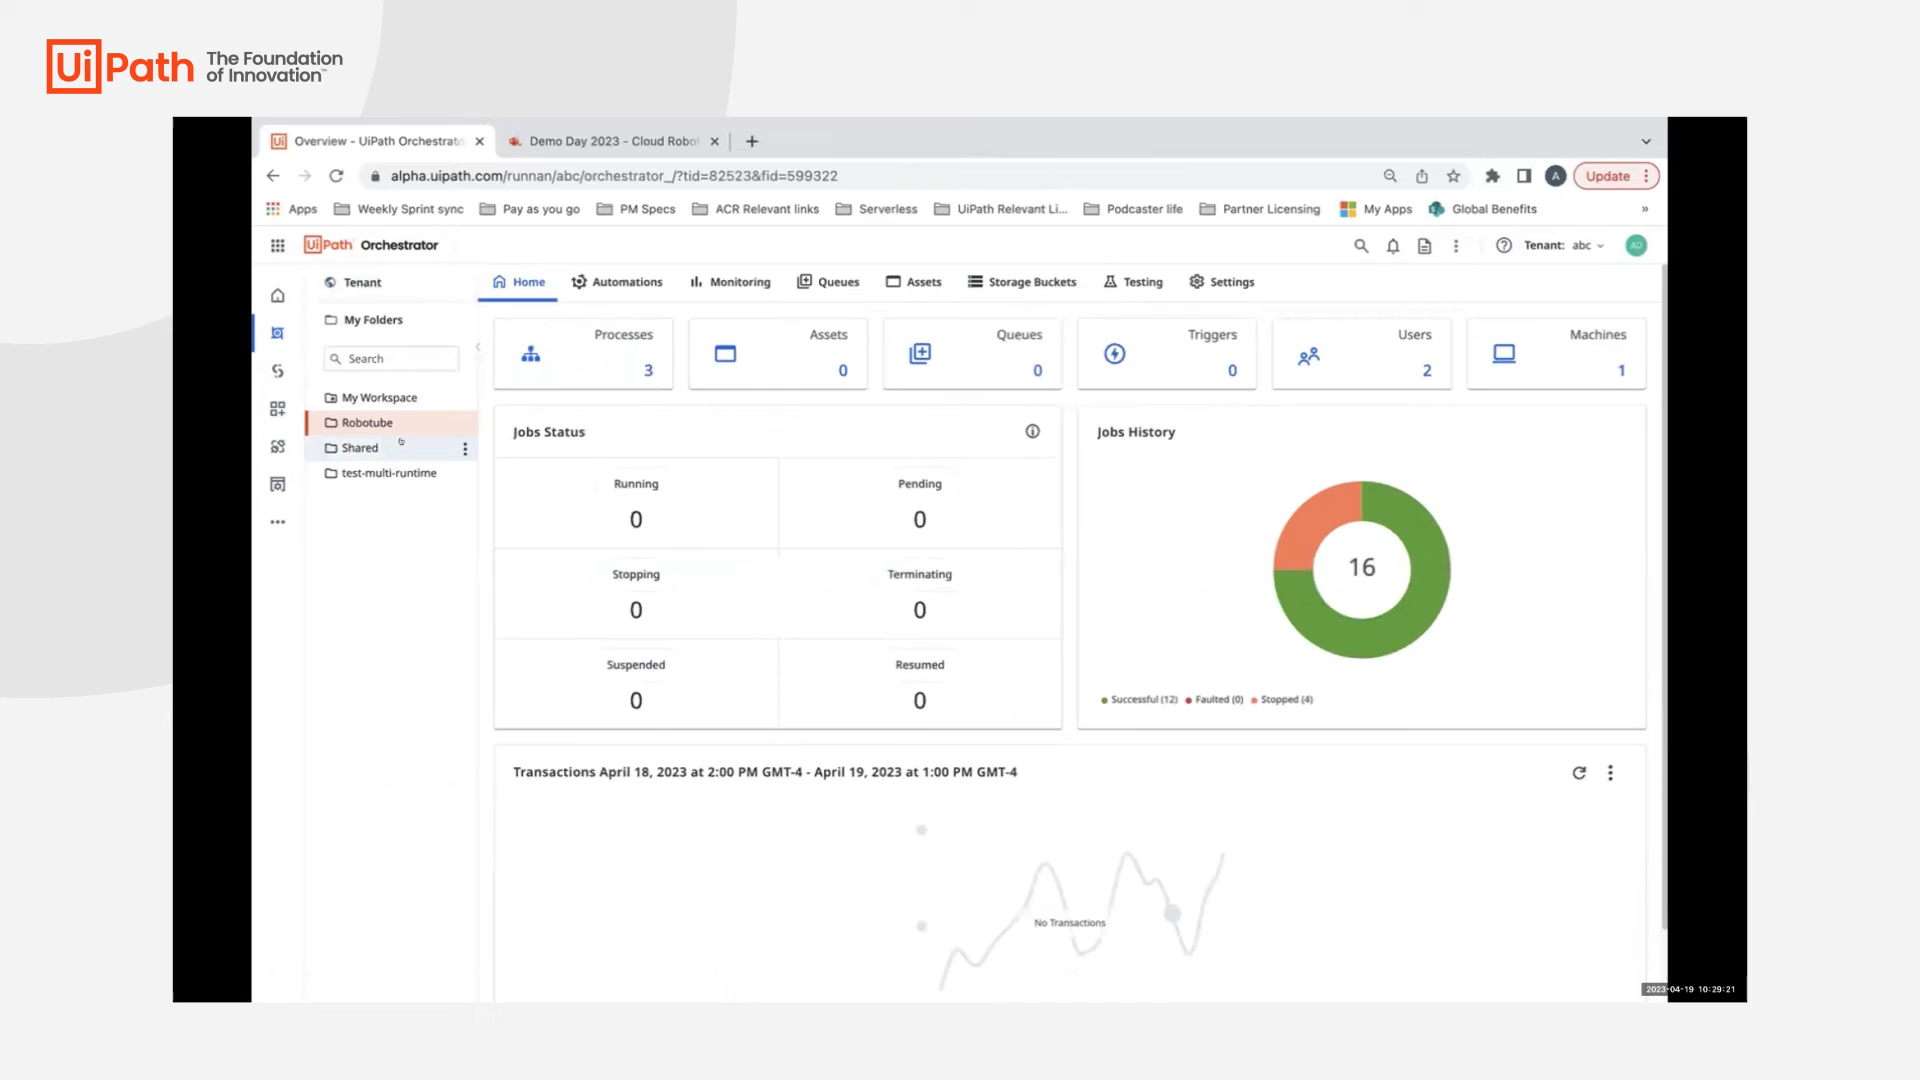 UiPath The Foundation
of Innovation™
Overview - UiPath Orchestrato
Demo Day 2023 - Cloud Robo
alpha.uipath.com/runnan/abc/orchestrator_/?tid=82523&fid=599322
Update
Apps Weekly Sprint sync Pay as you go PM Specs ACR Relevant links Serverless UiPath Relevant Li... Podcaster life Partner Licensing My Apps Global Benefits »
UiPath Orchestrator
Tenant: abc
AD
Tenant
Home Automations Monitoring Queues Assets Storage Buckets Testing Settings
My Folders
Search
My Workspace
Robotube
Shared
test-multi-runtime
Processes
3
Assets
0
Queues
0
Triggers
0
Users
2
Machines
1
Jobs Status
Running
0
Pending
0
Stopping
0
Terminating
0
Suspended
0
Resumed
0
Jobs History
16
Successful (12) Faulted (0) Stopped (4)
Transactions April 18, 2023 at 2:00 PM GMT-4 - April 19, 2023 at 1:00 PM GMT-4
No Transactions
2023-04-19 10:29:21